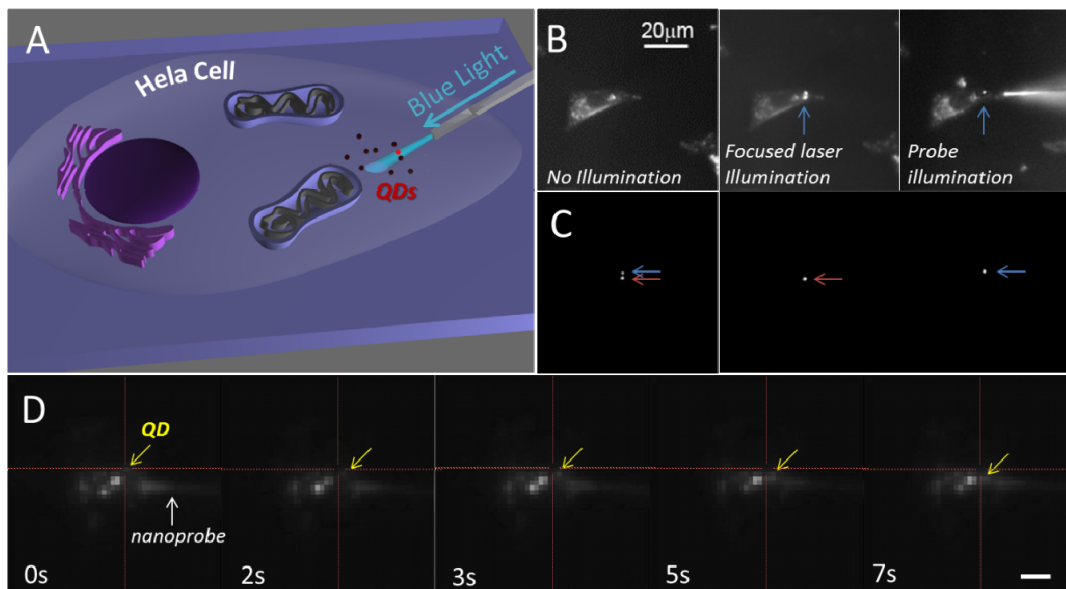 A
Hela Cell
Blue Light
QDs
B
20μm
No Illumination
Focused laser
Illumination
Probe
illumination
C
D
QD
nanoprobe
0s
2s
3s
5s
7s